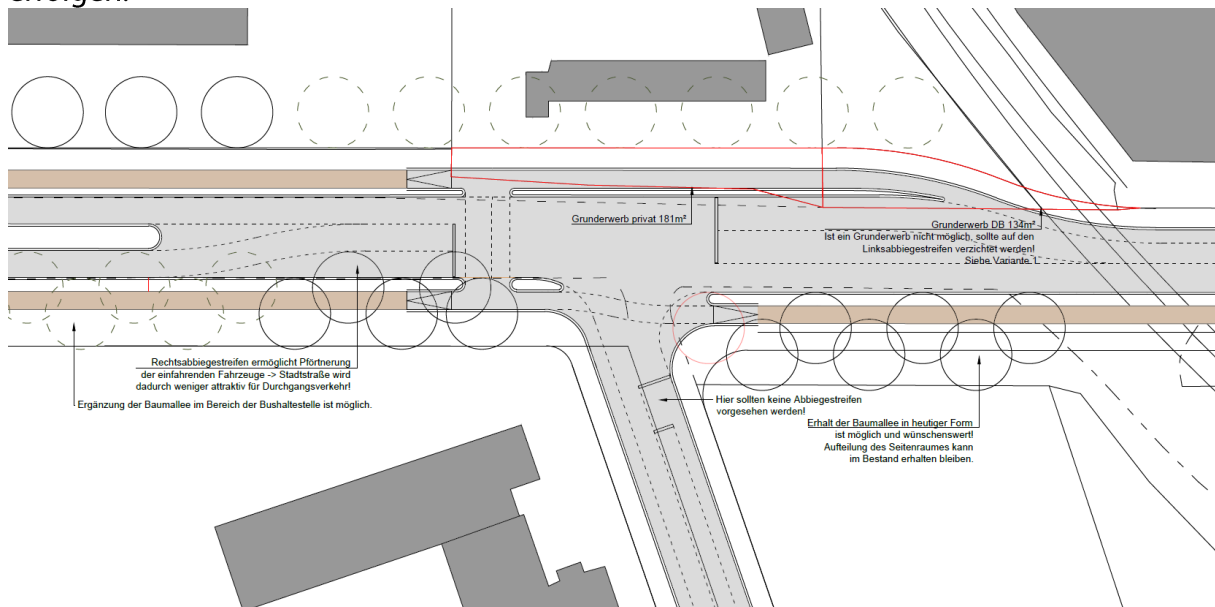 erfolgen.
Grunderwerb privat 181m²
Grunderwerb DB 134m²
Ist ein Grunderwerb nicht möglich, sollte auf den
Linksabbiegestreifen verzichtet werden!
Siehe Variante 1
Rechtsabbiegestreifen ermöglicht Pförtnerung
der einfahrenden Fahrzeuge -> Stadtstraße wird
dadurch weniger attraktiv für Durchgangsverkehr!
Ergänzung der Baumallee im Bereich der Bushaltestelle ist möglich.
Hier sollten keine Abbiegestreifen
vorgesehen werden!
Erhalt der Baumallee in heutiger Form
ist möglich und wünschenswert!
Aufteilung des Seitenraumes kann
im Bestand erhalten bleiben.